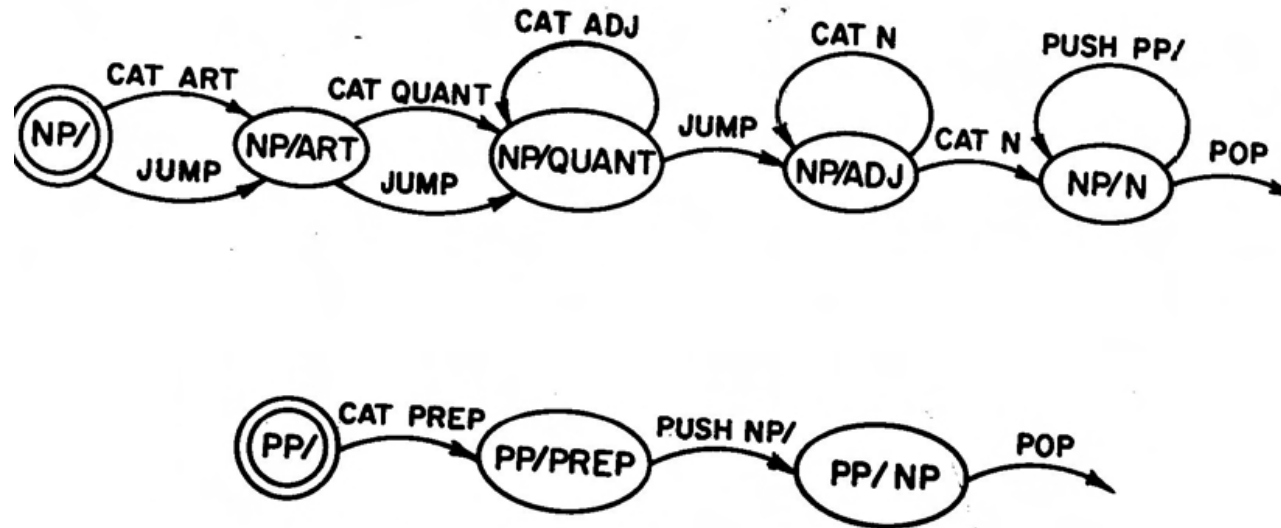 CAT ADJ
CAT N
PUSH PP/
CAT ART
CAT QUANT
NP/
NP/ART
NP/QUANT
JUMP
NP/ADJ
CAT N
NP/N
POP
JUMP
JUMP
CAT PREP
PUSH NP/
POP
PP/
PP/PREP
PP/NP